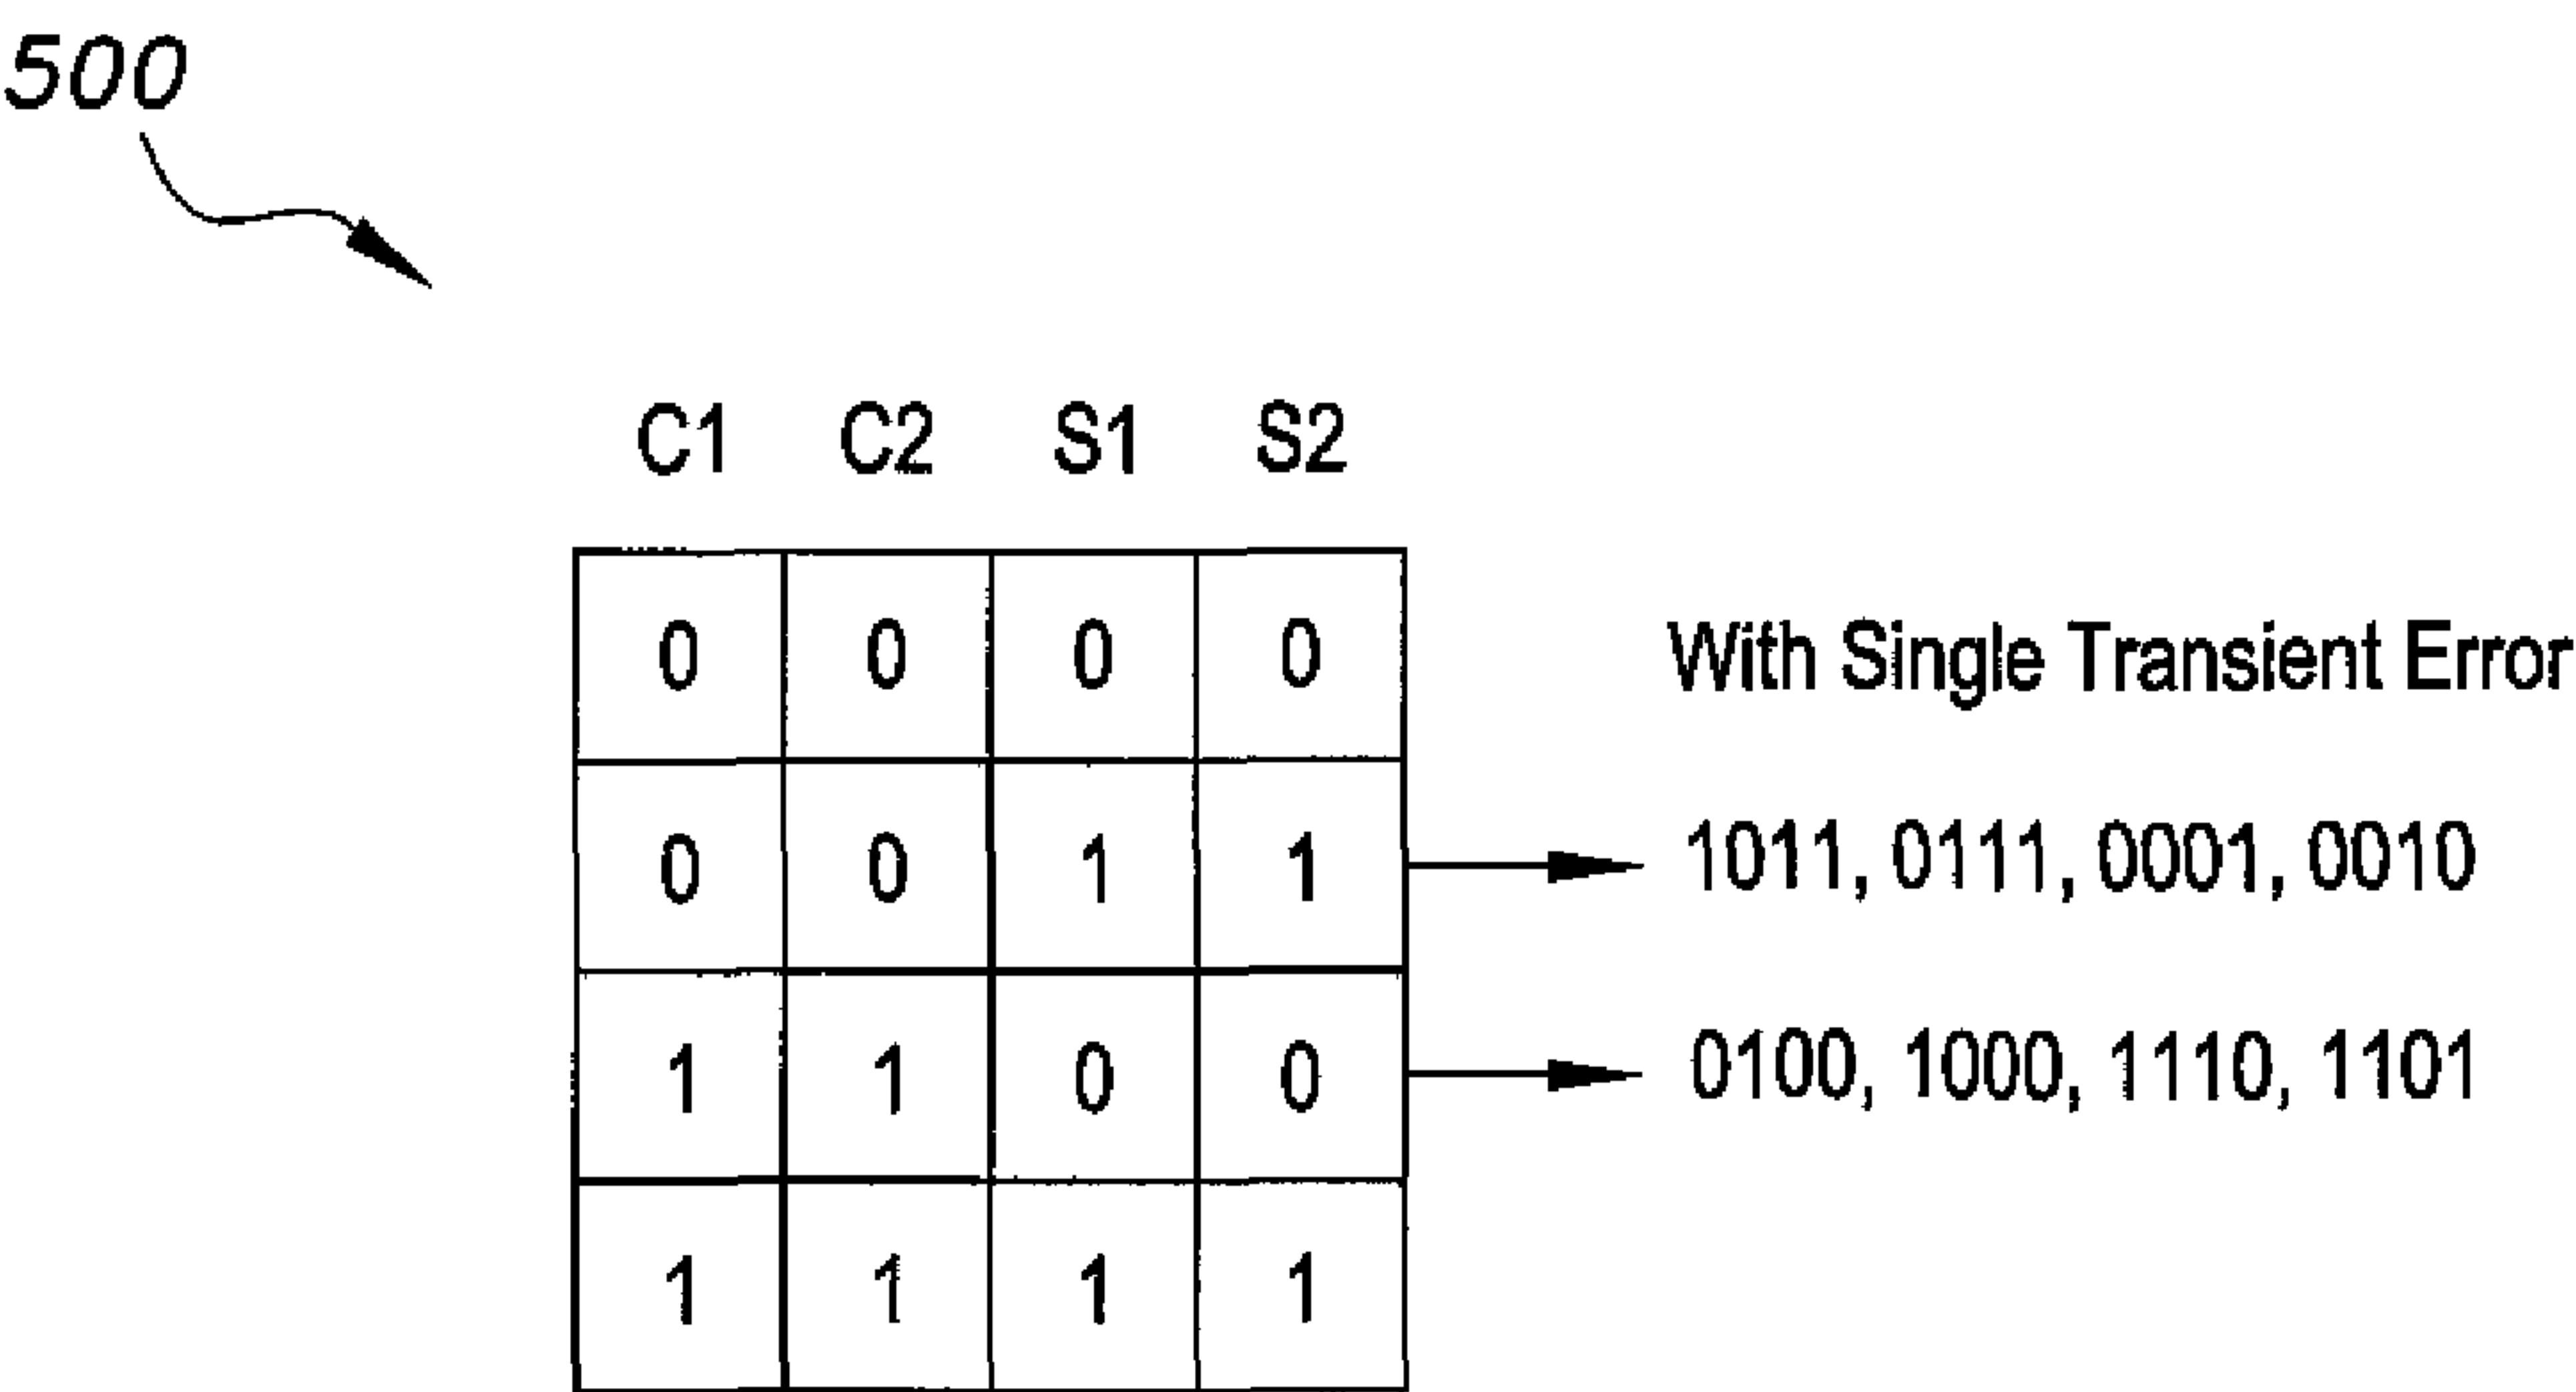 500
C1 C2 S1 S2
0 0 0 0 With Single Transient Error
0 0 1 1 1011, 0111, 0001, 0010
1 1 0 0 0100, 1000, 1110, 1101
1 1 1 1